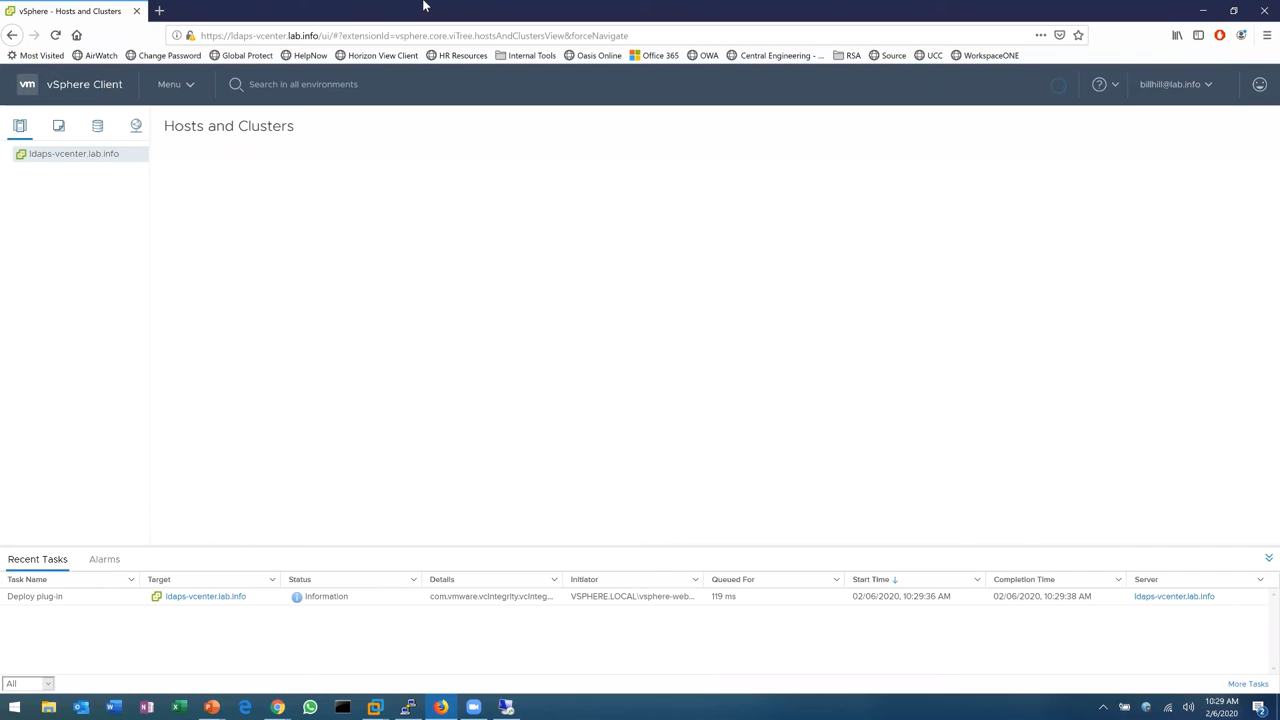 vSphere - Hosts and Clusters
https://ldaps-vcenter.lab.info/ui/#?extensionId=vsphere.core.viTree.hostsAndClustersView&forceNavigate
Most Visited AirWatch Change Password Global Protect HelpNow Horizon View Client HR Resources Internal Tools Oasis Online Office 365 OWA Central Engineering - ... RSA Source UCC WorkspaceONE
vm vSphere Client Menu Search in all environments billhill@lab.info
Hosts and Clusters
ldaps-vcenter.lab.info
Recent Tasks Alarms
Task Name Target Status Details Initiator Queued For Start Time Completion Time Server
Deploy plug-in ldaps-vcenter.lab.info Information com.vmware.vcIntegrity.vcInteg... VSPHERE.LOCAL\vsphere-web... 119 ms 02/06/2020, 10:29:36 AM 02/06/2020, 10:29:38 AM ldaps-vcenter.lab.info
All More Tasks
10:29 AM
2/6/2020
2